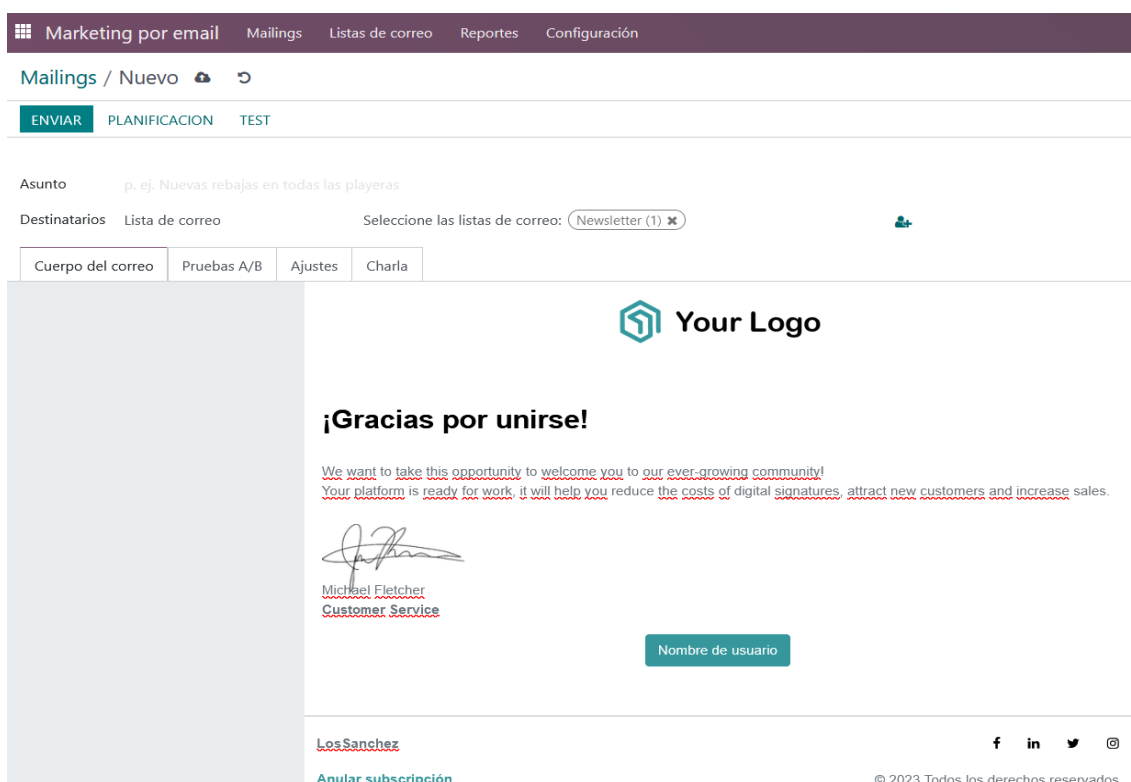 Marketing por email Mailings Listas de correo Reportes Configuración
Mailings / Nuevo
ENVIAR PLANIFICACION TEST
Asunto p. ej. Nuevas rebajas en todas las playeras
Destinatarios Lista de correo Seleccione las listas de correo: Newsletter (1) ✖
Cuerpo del correo Pruebas A/B Ajustes Charla
Your Logo
¡Gracias por unirse!
We want to take this opportunity to welcome you to our ever-growing community!
Your platform is ready for work, it will help you reduce the costs of digital signatures, attract new customers and increase sales.
Michael Fletcher
Customer Service
Nombre de usuario
LosSanchez
Anular subscripción © 2023 Todos los derechos reservados